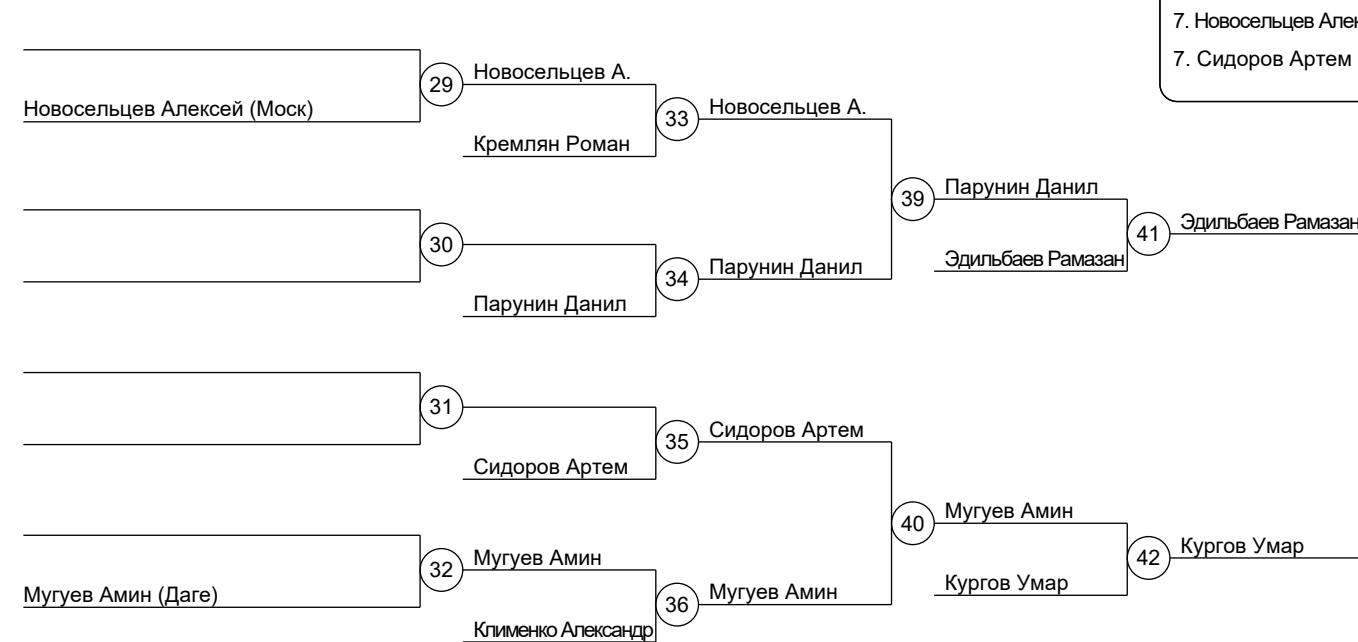 7. Новосельцев Алек
7. Сидоров Артем
29
Новосельцев А.
Новосельцев Алексей (Моск)
33
Новосельцев А.
Кремлян Роман
39
Парунин Данил
41
Эдильбаев Рамазан
30
Эдильбаев Рамазан
34
Парунин Данил
Парунин Данил
31
35
Сидоров Артем
Сидоров Артем
40
Мугуев Амин
32
Мугуев Амин
42
Кургов Умар
Мугуев Амин (Даге)
36
Мугуев Амин
Кургов Умар
Клименко Александр